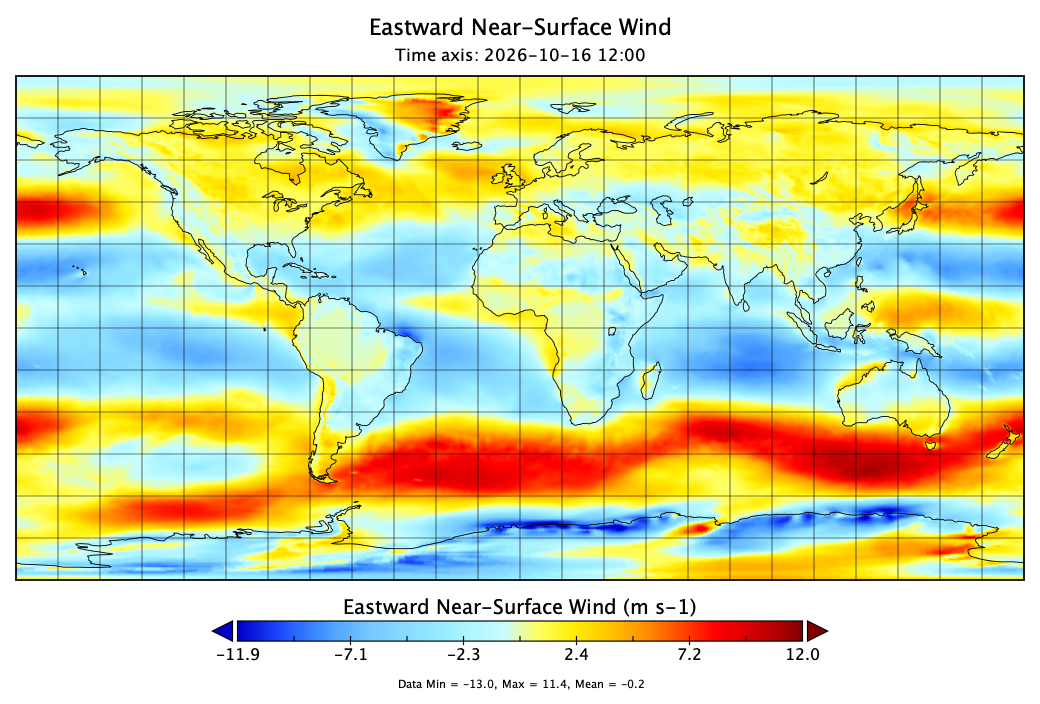 Eastward Near-Surface Wind
Time axis: 2026-10-16 12:00
Eastward Near-Surface Wind (m s-1)
-11.9 -7.1 -2.3 2.4 7.2 12.0
Data Min = -13.0, Max = 11.4, Mean = -0.2